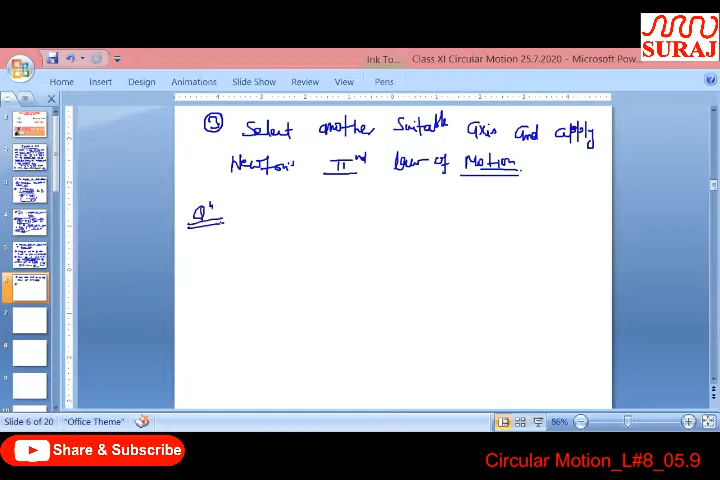 SURAJ
Ink To...
Class XI Circular Motion 25.7.2020 - Microsoft Pow...
Home Insert Design Animations Slide Show Review View Pens
③ Select another suitable axis and apply
Newton's IInd law of Motion.
Qn
Slide 6 of 20 "Office Theme" 86%
Share & Subscribe
Circular Motion_L#8_05.9